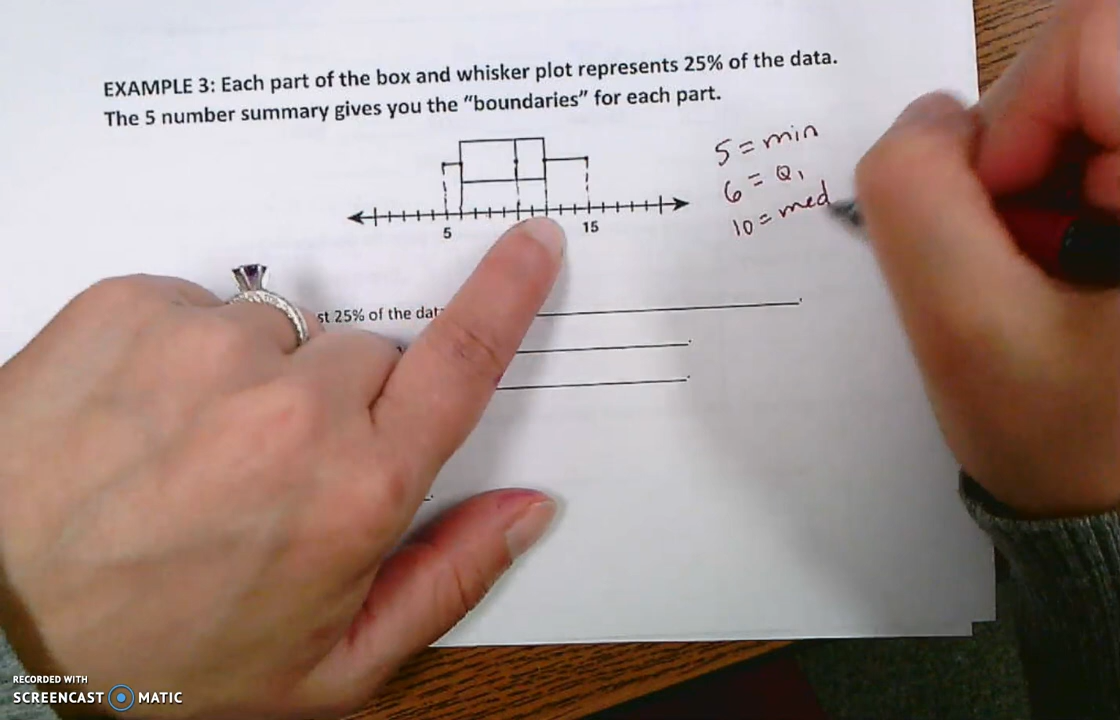 EXAMPLE 3: Each part of the box and whisker plot represents 25% of the data.
The 5 number summary gives you the “boundaries” for each part.
5 = min
6 = Q₁
10 = med
5
15
st 25% of the dat
RECORDED WITH
SCREENCAST MATIC